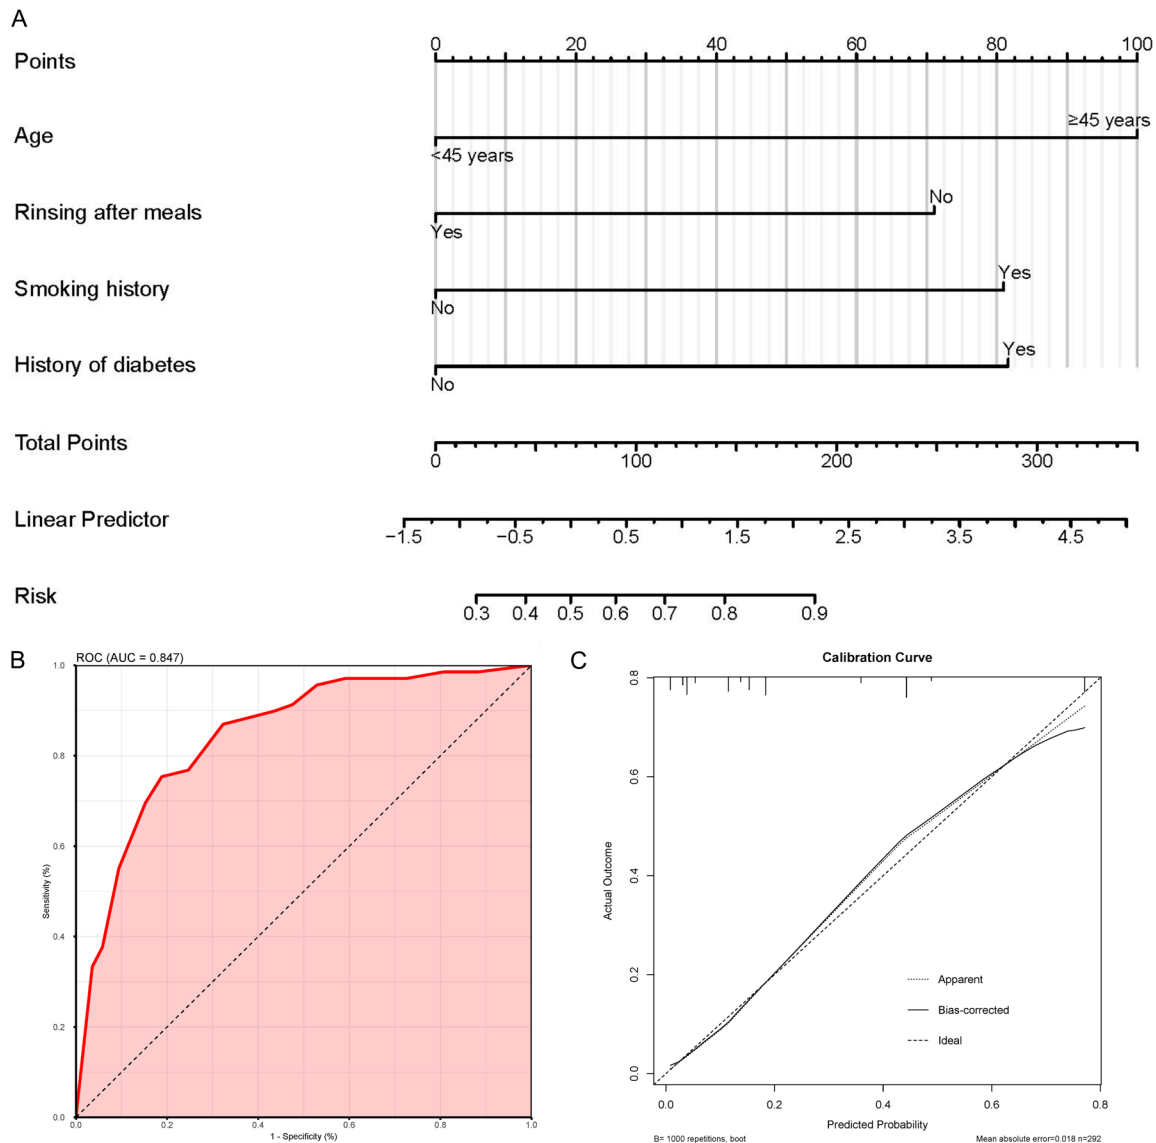 A
Points
0 20 40 60 80 100
Age
≥45 years
<45 years
Rinsing after meals
No
Yes
Smoking history
Yes
No
History of diabetes
Yes
No
Total Points
0 100 200 300
Linear Predictor
−1.5 −0.5 0.5 1.5 2.5 3.5 4.5
Risk
0.3 0.4 0.5 0.6 0.7 0.8 0.9
B
ROC (AUC = 0.847)
1.0
0.8
0.6
0.4
0.2
0.0
Sensitivity (%)
0.0 0.2 0.4 0.6 0.8 1.0
1 - Specificity (%)
C
Calibration Curve
0.8
0.6
0.4
0.2
0.0
Actual Outcome
Apparent
Bias-corrected
Ideal
0.0 0.2 0.4 0.6 0.8
Predicted Probability
B= 1000 repetitions, boot
Mean absolute error=0.018 n=292